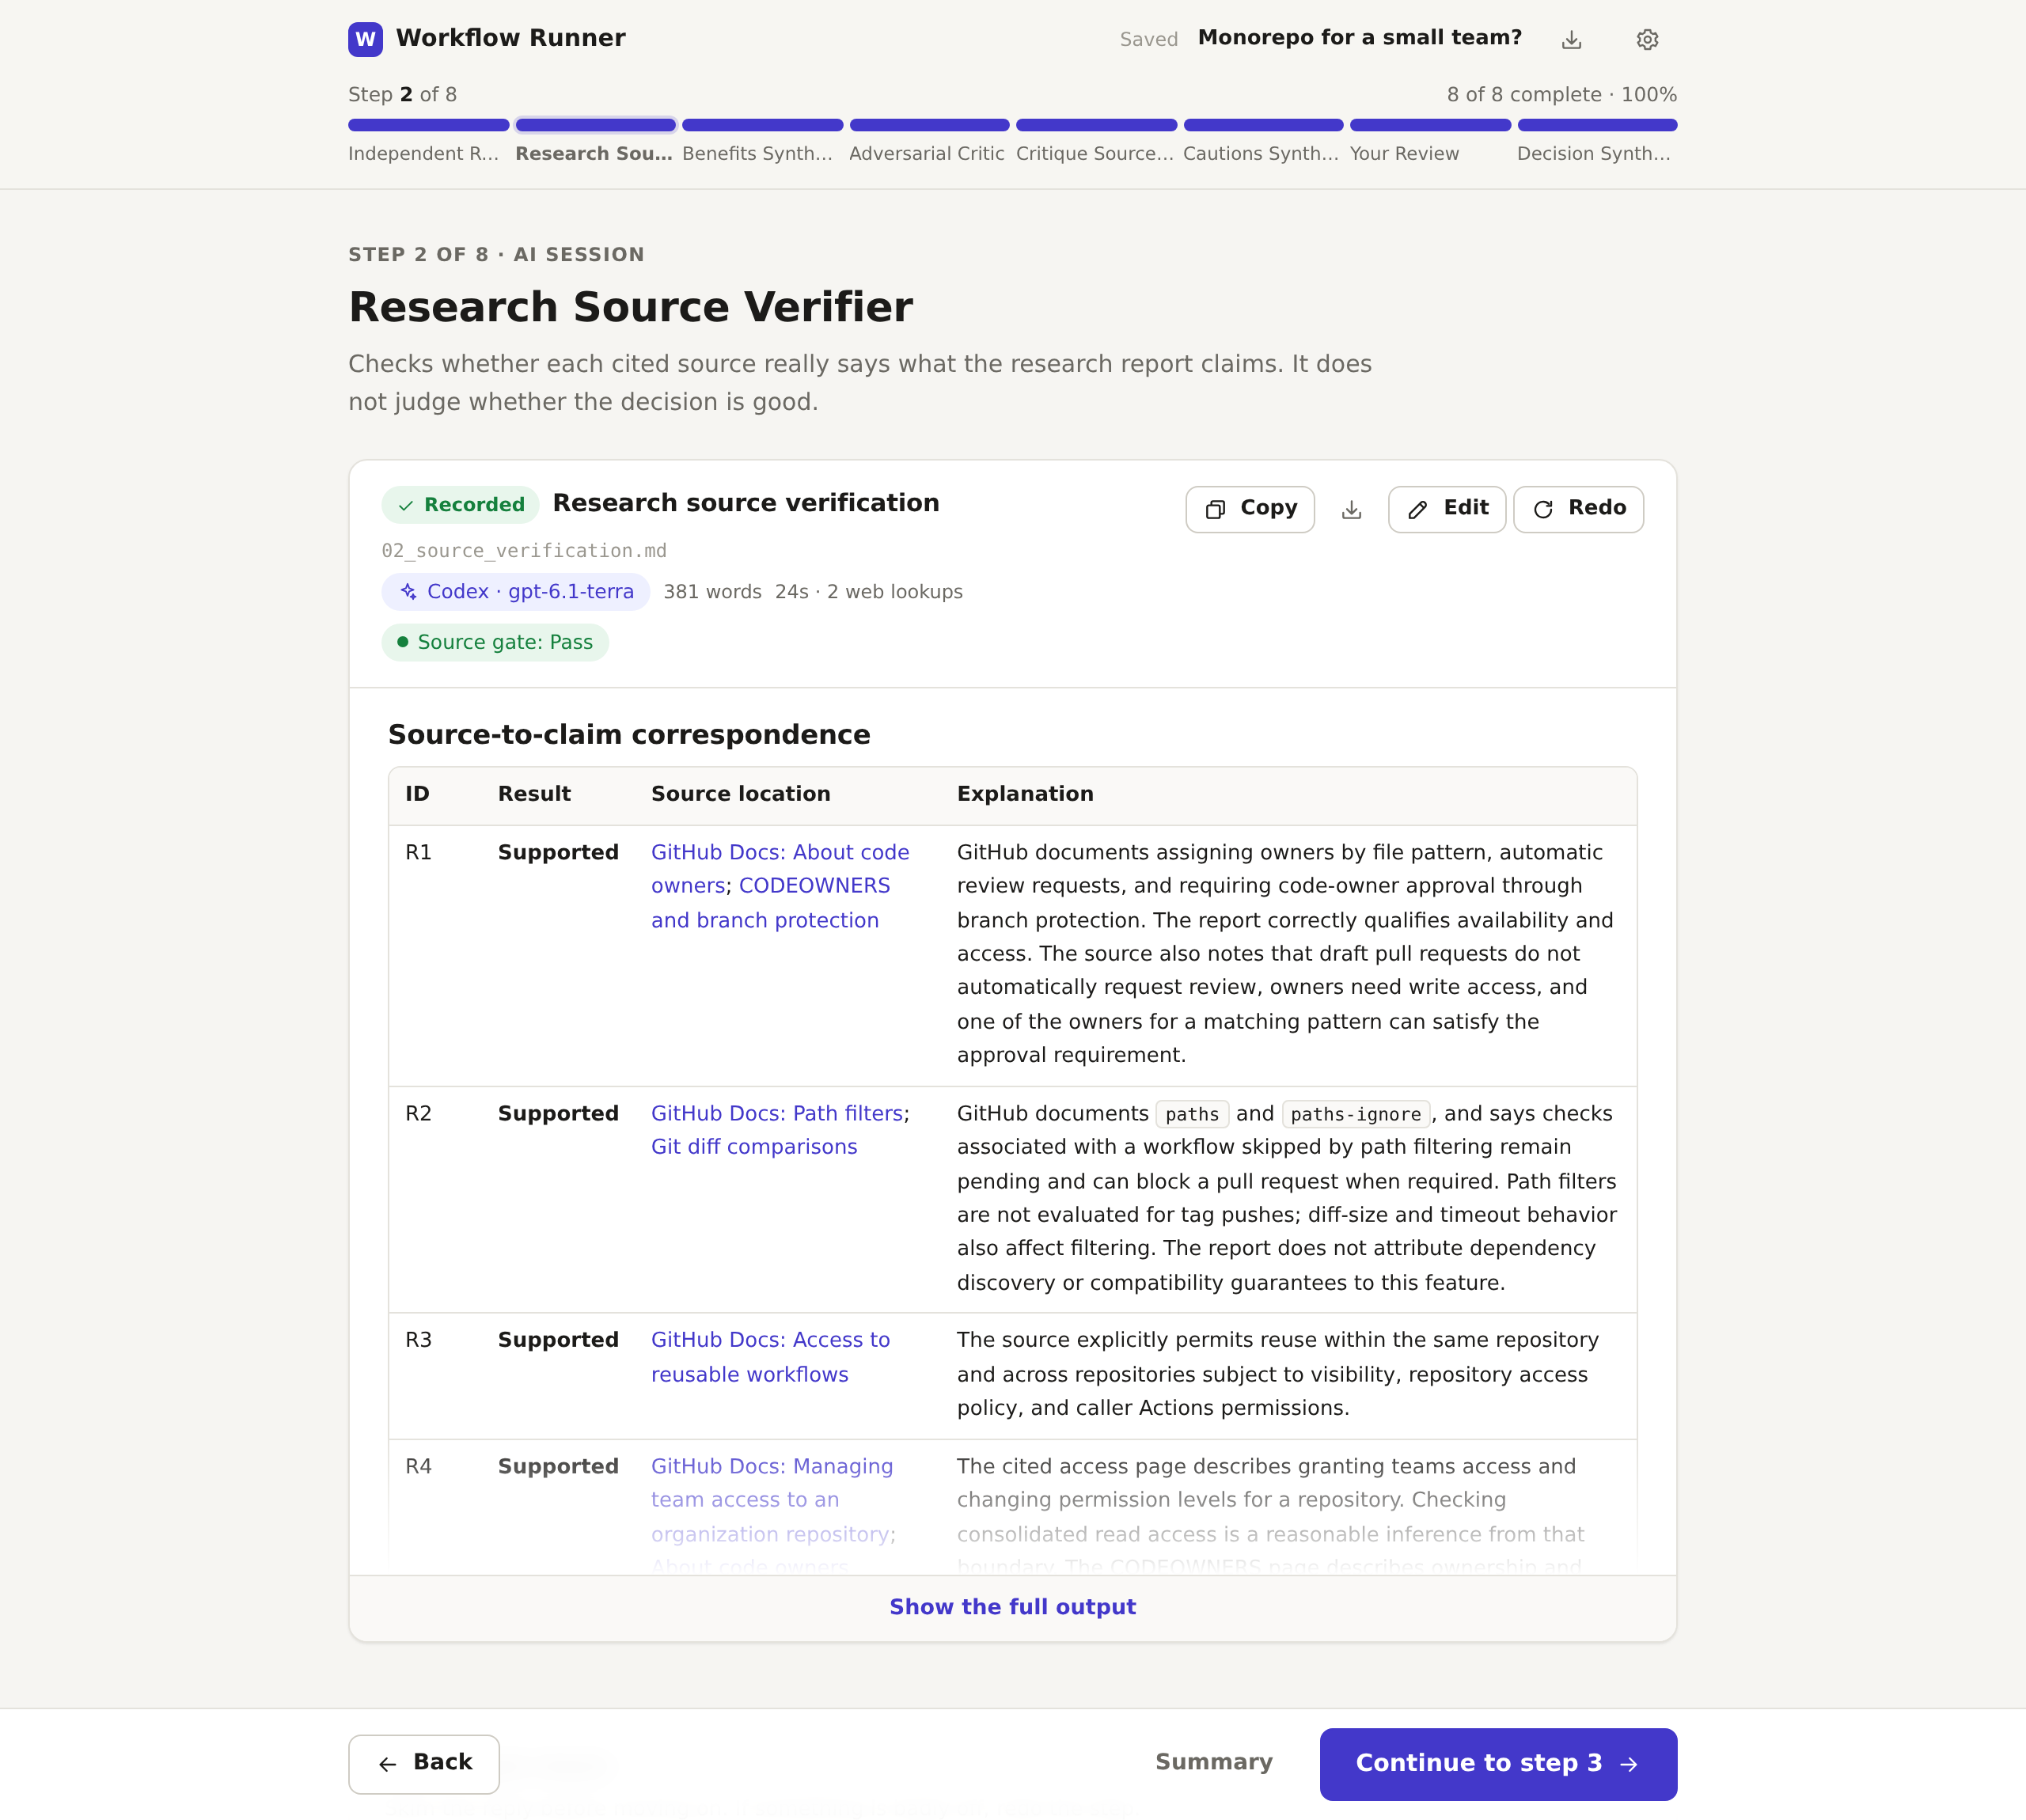 W Workflow Runner
Saved Monorepo for a small team?
Step 2 of 8
8 of 8 complete · 100%
Independent R... Research Sou... Benefits Synth... Adversarial Critic Critique Source... Cautions Synth... Your Review Decision Synth...
STEP 2 OF 8 · AI SESSION
Research Source Verifier
Checks whether each cited source really says what the research report claims. It does
not judge whether the decision is good.
Recorded Research source verification
Copy Edit Redo
02_source_verification.md
Codex · gpt-6.1-terra 381 words 24s · 2 web lookups
Source gate: Pass
Source-to-claim correspondence
ID Result Source location Explanation
R1 Supported
GitHub Docs: About code
owners; CODEOWNERS
and branch protection
GitHub documents assigning owners by file pattern, automatic
review requests, and requiring code-owner approval through
branch protection. The report correctly qualifies availability and
access. The source also notes that draft pull requests do not
automatically request review, owners need write access, and
one of the owners for a matching pattern can satisfy the
approval requirement.
R2 Supported
GitHub Docs: Path filters;
Git diff comparisons
GitHub documents paths and paths-ignore, and says checks
associated with a workflow skipped by path filtering remain
pending and can block a pull request when required. Path filters
are not evaluated for tag pushes; diff-size and timeout behavior
also affect filtering. The report does not attribute dependency
discovery or compatibility guarantees to this feature.
R3 Supported
GitHub Docs: Access to
reusable workflows
The source explicitly permits reuse within the same repository
and across repositories subject to visibility, repository access
policy, and caller Actions permissions.
R4 Supported
GitHub Docs: Managing
team access to an
organization repository;
About code owners
The cited access page describes granting teams access and
changing permission levels for a repository. Checking
consolidated read access is a reasonable inference from that
boundary. The CODEOWNERS page describes ownership and
Show the full output
Back
Summary
Continue to step 3